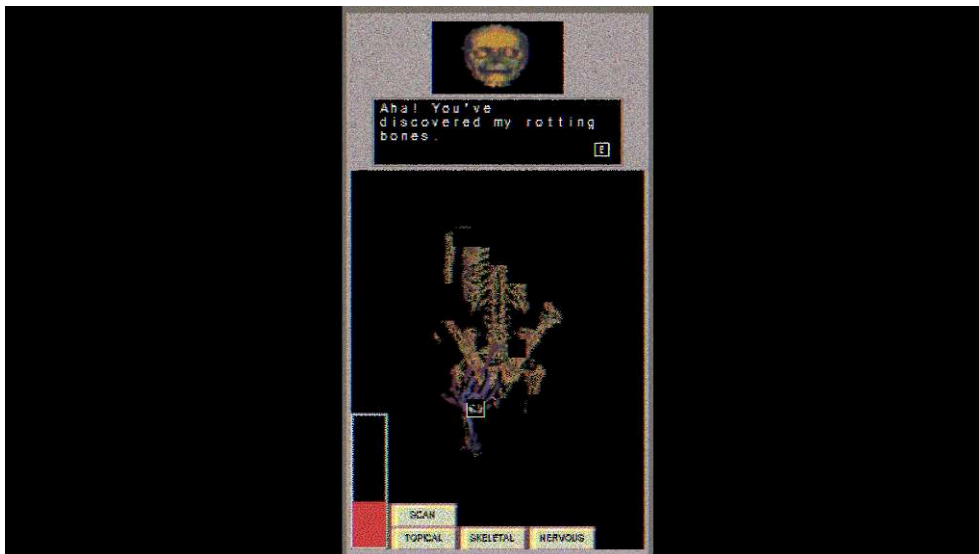 Aha! You've
discovered my rotting
bones.
E
SCAN
TOPICAL SKELETAL NERVOUS